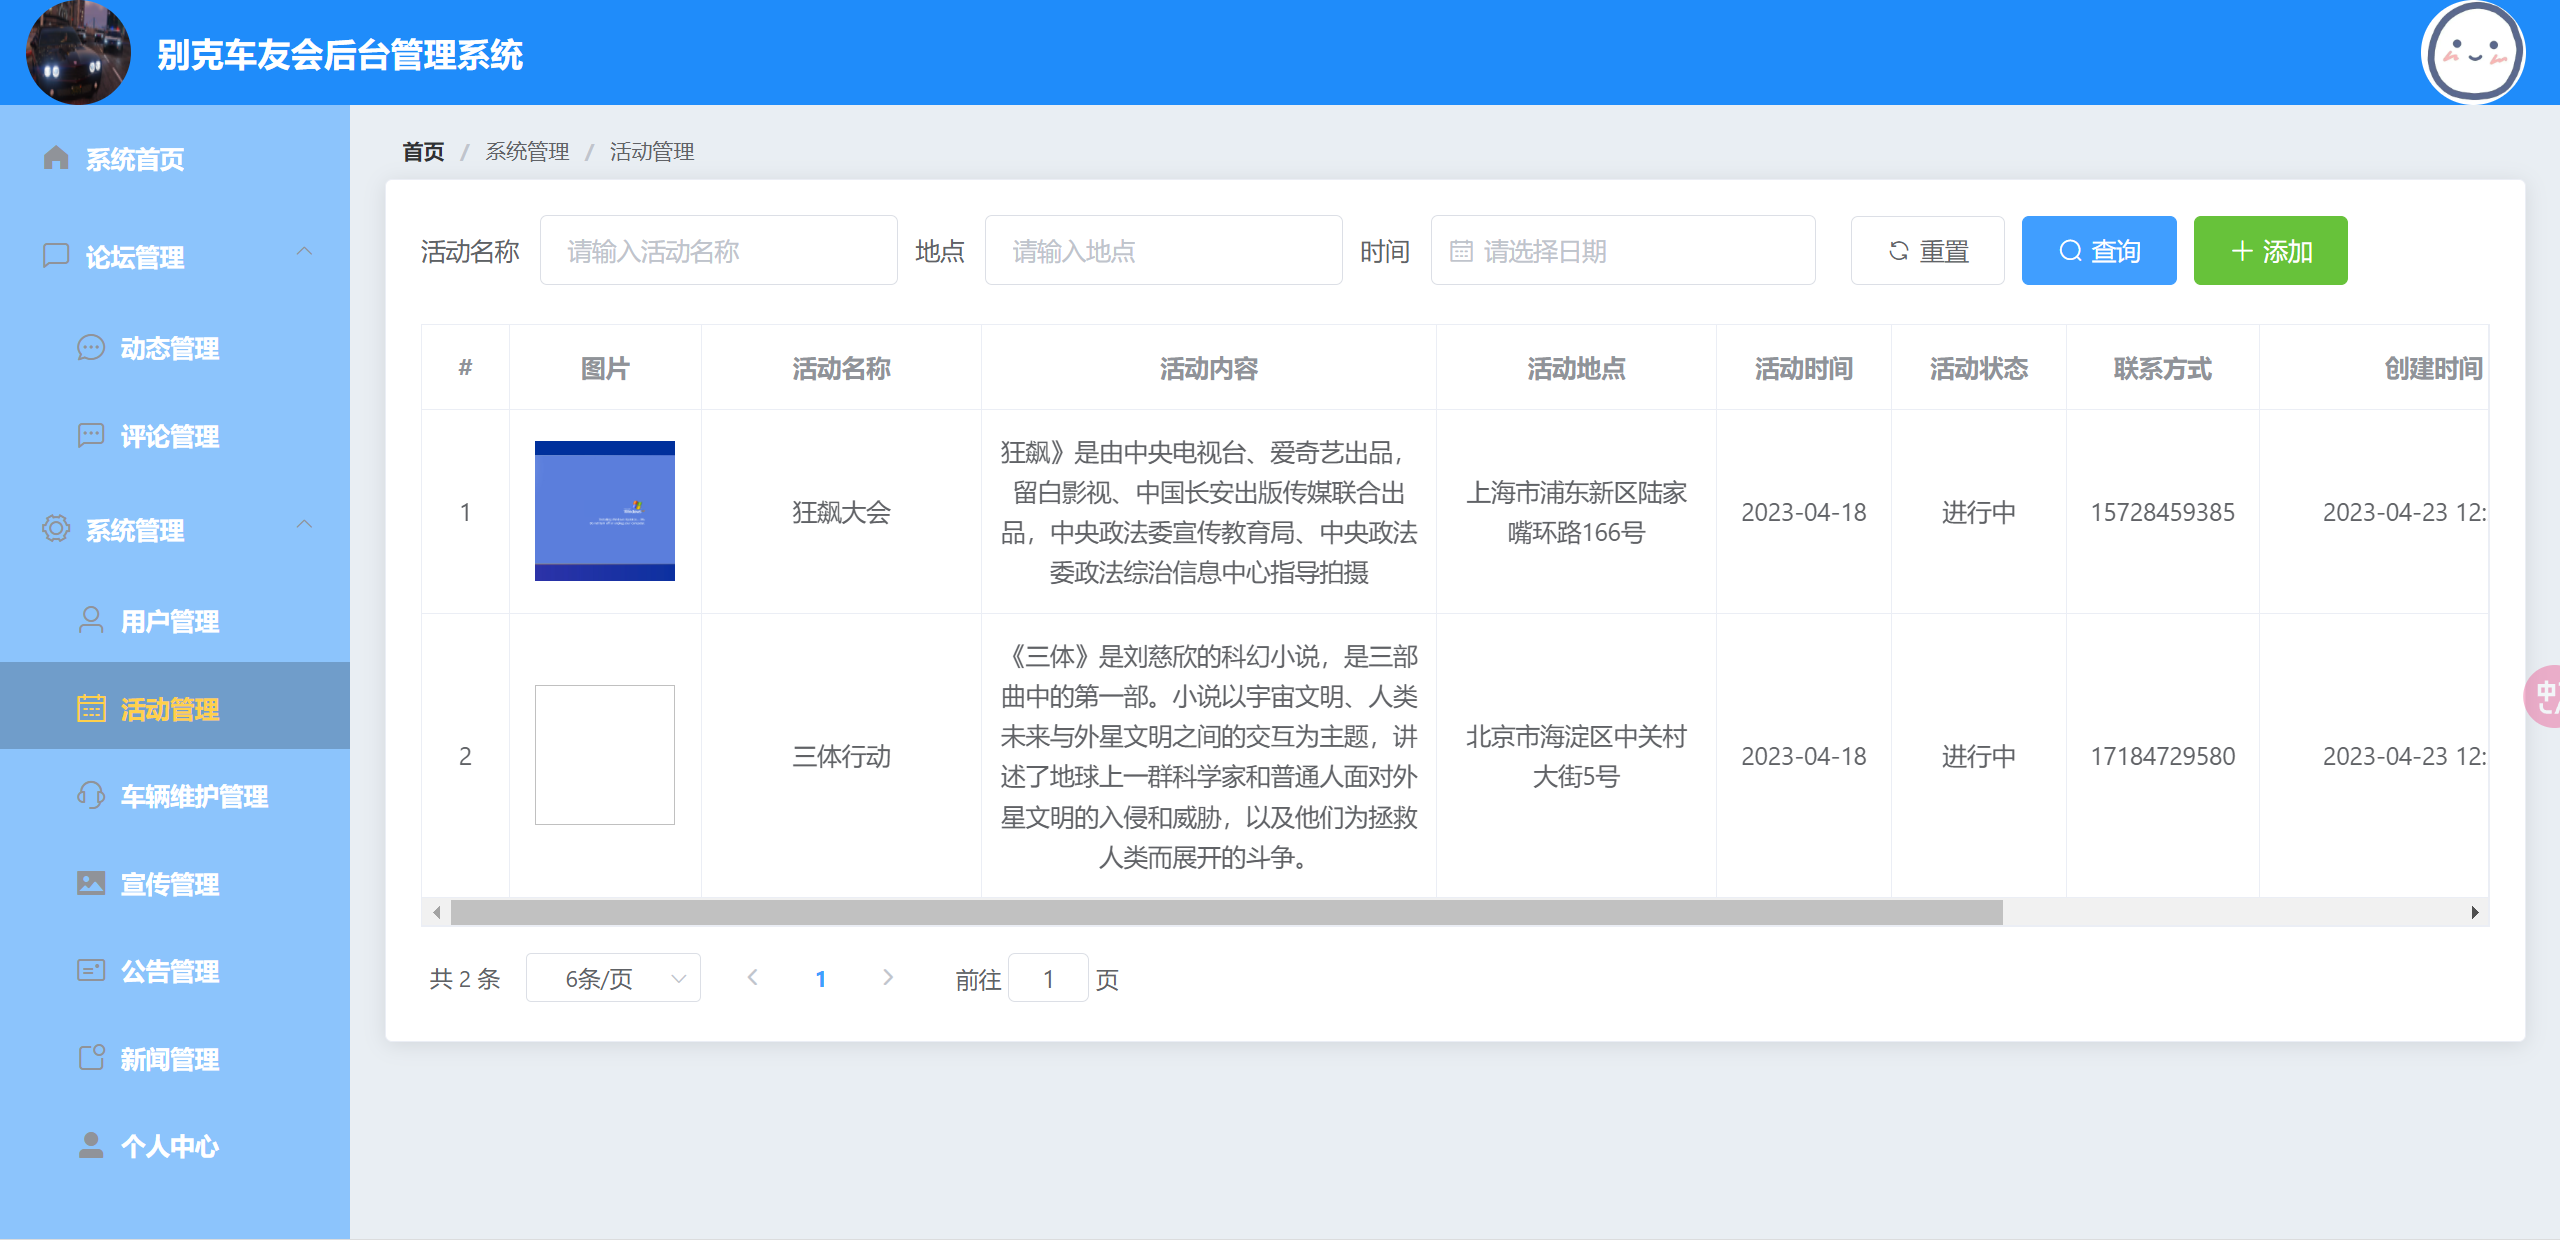 别克车友会后台管理系统
系统首页
论坛管理
动态管理
评论管理
系统管理
用户管理
活动管理
车辆维护管理
宣传管理
公告管理
新闻管理
个人中心
首页 / 系统管理 / 活动管理
活动名称 请输入活动名称 地点 请输入地点 时间 请选择日期 重置 查询 添加
# 图片 活动名称 活动内容 活动地点 活动时间 活动状态 联系方式 创建时间
1
狂飙大会
狂飙》是由中央电视台、爱奇艺出品，
留白影视、中国长安出版传媒联合出
品，中央政法委宣传教育局、中央政法
委政法综治信息中心指导拍摄
上海市浦东新区陆家
嘴环路166号
2023-04-18
进行中
15728459385
2023-04-23 12:
2
三体行动
《三体》是刘慈欣的科幻小说，是三部
曲中的第一部。小说以宇宙文明、人类
未来与外星文明之间的交互为主题，讲
述了地球上一群科学家和普通人面对外
星文明的入侵和威胁，以及他们为拯救
人类而展开的斗争。
北京市海淀区中关村
大街5号
2023-04-18
进行中
17184729580
2023-04-23 12:
共 2 条 6条/页 1 前往 1 页
中